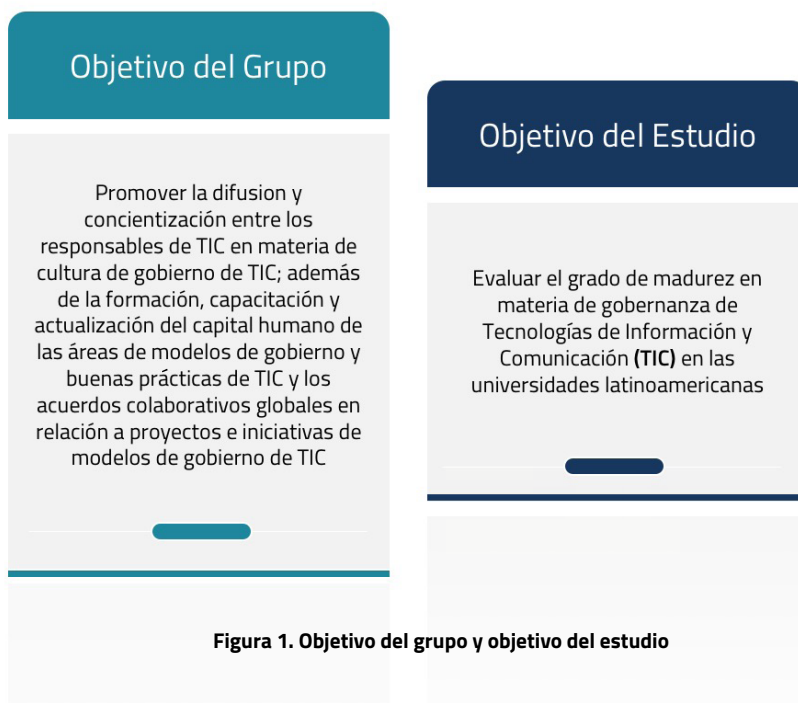 Objetivo del Grupo
Promover la difusion y
concientización entre los
responsables de TIC en materia de
cultura de gobierno de TIC; además
de la formación, capacitación y
actualización del capital humano de
las áreas de modelos de gobierno y
buenas prácticas de TIC y los
acuerdos colaborativos globales en
relación a proyectos e iniciativas de
modelos de gobierno de TIC
Objetivo del Estudio
Evaluar el grado de madurez en
materia de gobernanza de
Tecnologías de Información y
Comunicación (TIC) en las
universidades latinoamericanas
Figura 1. Objetivo del grupo y objetivo del estudio